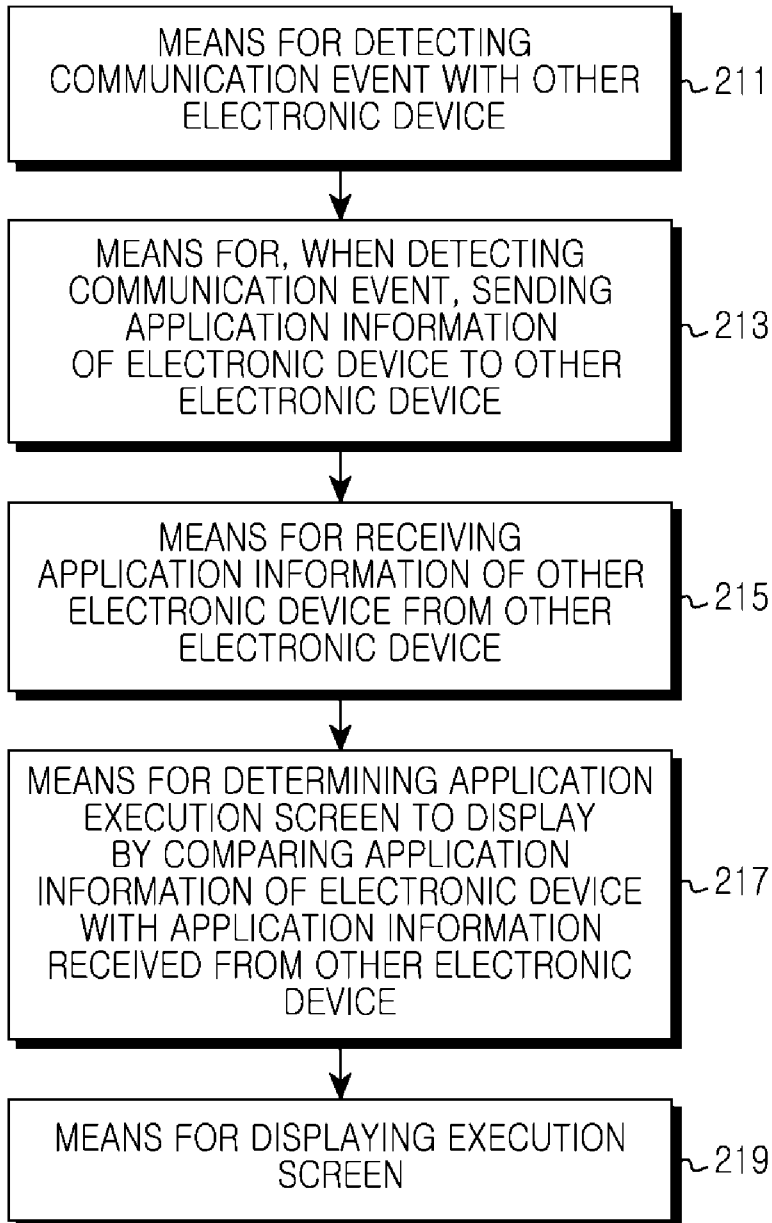 MEANS FOR DETECTING
COMMUNICATION EVENT WITH OTHER
ELECTRONIC DEVICE
211
MEANS FOR, WHEN DETECTING
COMMUNICATION EVENT, SENDING
APPLICATION INFORMATION
OF ELECTRONIC DEVICE TO OTHER
ELECTRONIC DEVICE
213
MEANS FOR RECEIVING
APPLICATION INFORMATION OF OTHER
ELECTRONIC DEVICE FROM OTHER
ELECTRONIC DEVICE
215
MEANS FOR DETERMINING APPLICATION
EXECUTION SCREEN TO DISPLAY
BY COMPARING APPLICATION
INFORMATION OF ELECTRONIC DEVICE
WITH APPLICATION INFORMATION
RECEIVED FROM OTHER ELECTRONIC
DEVICE
217
MEANS FOR DISPLAYING EXECUTION
SCREEN
219